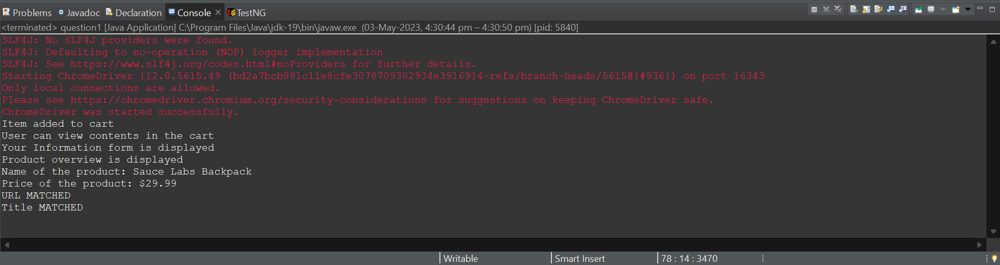 Problems @ Javadoc Declaration Console × TestNG
<terminated> question1 [Java Application] C:\Program Files\Java\jdk-19\bin\javaw.exe (03-May-2023, 4:30:44 pm – 4:30:50 pm) [pid: 5840]
SLF4J: No SLF4J providers were found.
SLF4J: Defaulting to no-operation (NOP) logger implementation
SLF4J: See https://www.slf4j.org/codes.html#noProviders for further details.
Starting ChromeDriver 112.0.5615.49 (bd2a7bcb881c11e8cfe3078709382934e3916914-refs/branch-heads/5615@{#936}) on port 16343
Only local connections are allowed.
Please see https://chromedriver.chromium.org/security-considerations for suggestions on keeping ChromeDriver safe.
ChromeDriver was started successfully.
Item added to cart
User can view contents in the cart
Your Information form is displayed
Product overview is displayed
Name of the product: Sauce Labs Backpack
Price of the product: $29.99
URL MATCHED
Title MATCHED
Writable Smart Insert 78 : 14 : 3470